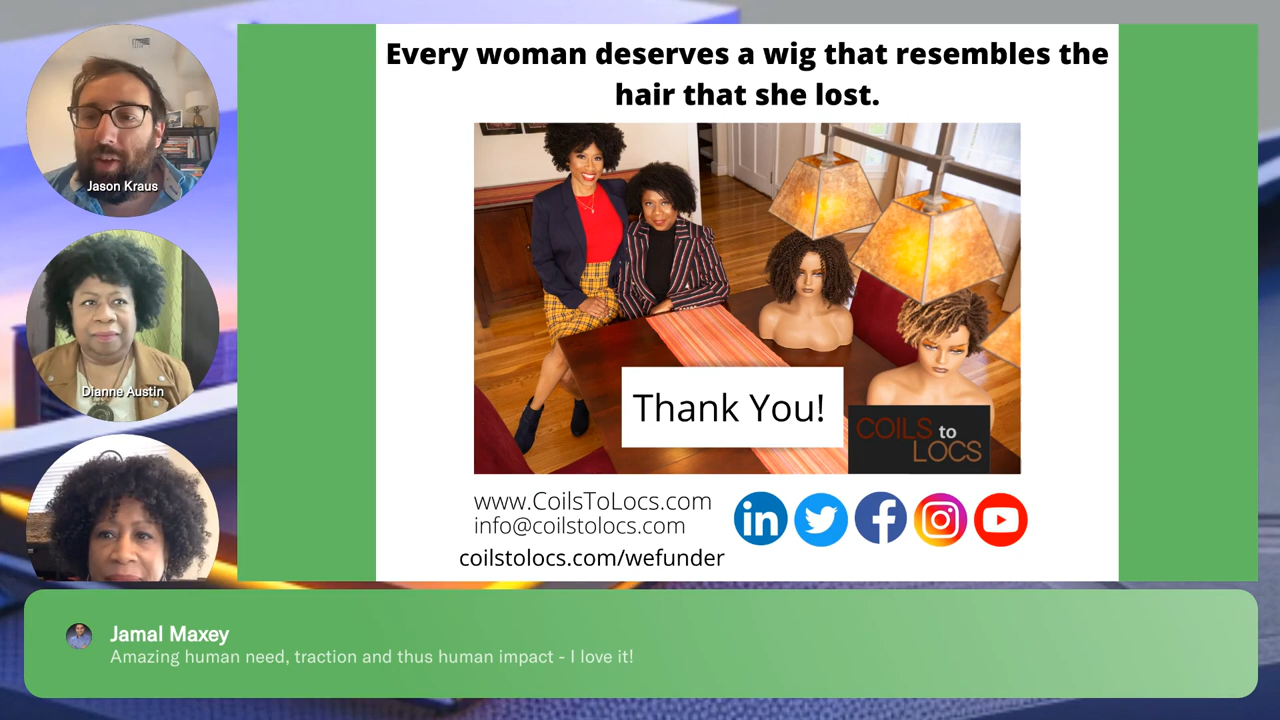 Every woman deserves a wig that resembles the
hair that she lost.
Jason Kraus
Dianne Austin
Thank You!
COILS to
LOCS
www.CoilsToLocs.com
info@coilstolocs.com
coilstolocs.com/wefunder
in
Jamal Maxey
Amazing human need, traction and thus human impact - I love it!